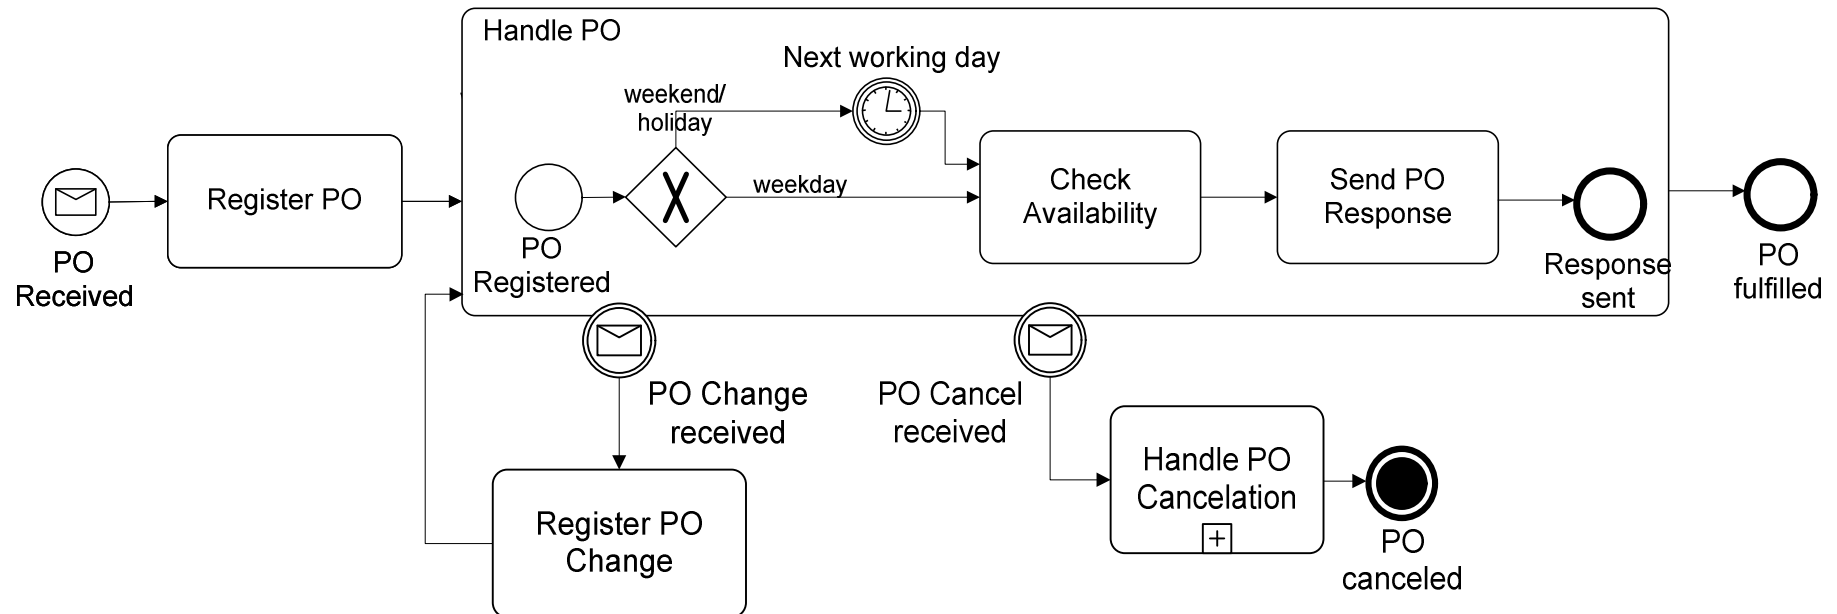 Handle PO
Next working day
weekend/
holiday
weekday
Register PO
Check
Availability
Send PO
Response
PO
Received
PO
Registered
Response
sent
PO
fulfilled
PO Change
received
PO Cancel
received
Handle PO
Cancelation
Register PO
Change
PO
canceled